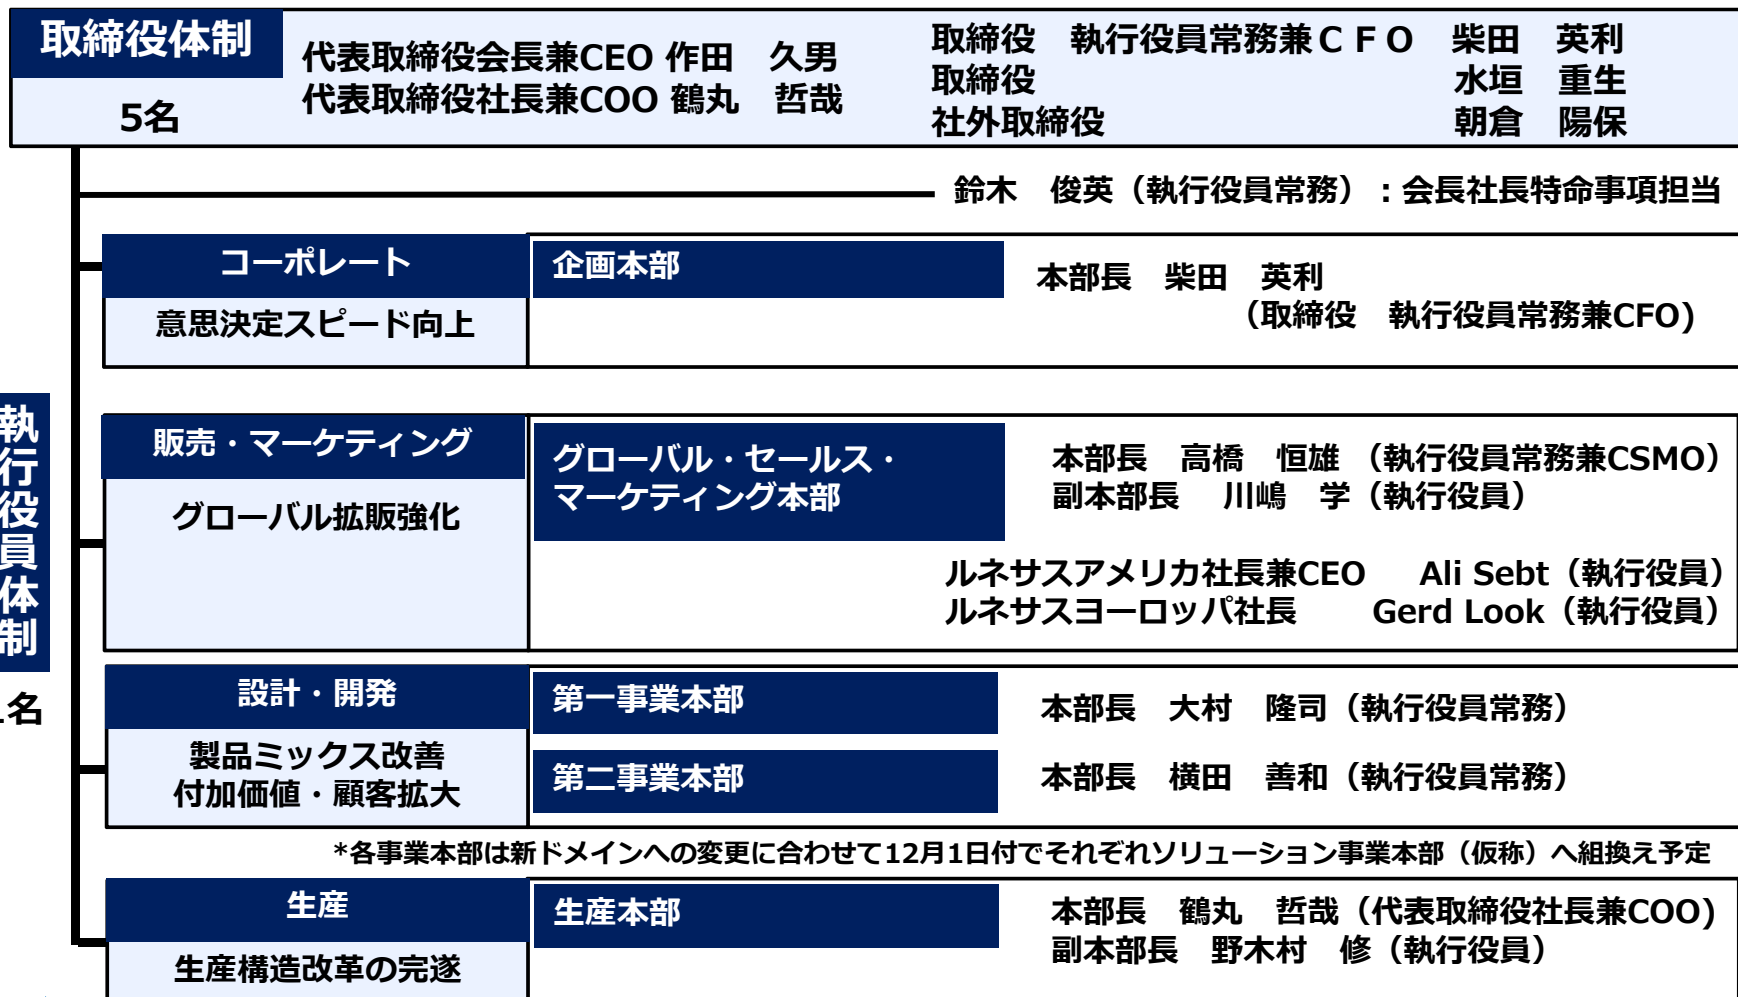 取締役体制
5名
代表取締役会長兼CEO 作田　久男
代表取締役社長兼COO 鶴丸　哲哉
取締役　執行役員常務兼ＣＦＯ　柴田　英利
取締役　水垣　重生
社外取締役　朝倉　陽保
鈴木　俊英（執行役員常務）：会長社長特命事項担当
執行役員体制
名
コーポレート
意思決定スピード向上
企画本部
本部長　柴田　英利
（取締役　執行役員常務兼CFO)
販売・マーケティング
グローバル拡販強化
グローバル・セールス・
マーケティング本部
本部長　高橋　恒雄（執行役員常務兼CSMO）
副本部長　川嶋　学（執行役員）
ルネサスアメリカ社長兼CEO　Ali Sebt（執行役員）
ルネサスヨーロッパ社長　Gerd Look（執行役員）
設計・開発
製品ミックス改善
付加価値・顧客拡大
第一事業本部
本部長　大村　隆司（執行役員常務）
第二事業本部
本部長　横田　善和（執行役員常務）
*各事業本部は新ドメインへの変更に合わせて12月1日付でそれぞれソリューション事業本部（仮称）へ組換え予定
生産
生産構造改革の完遂
生産本部
本部長　鶴丸　哲哉（代表取締役社長兼COO)
副本部長　野木村　修（執行役員）